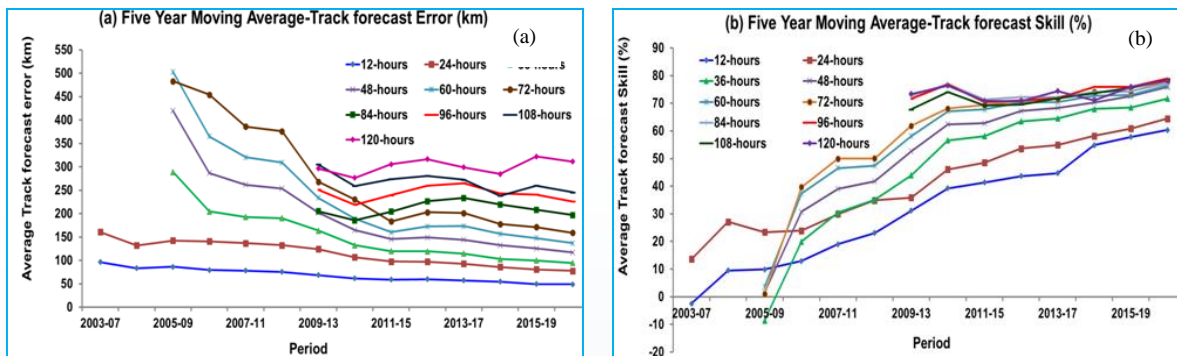 (a) Five Year Moving Average-Track forecast Error (km)
(a)
Average Track forecast error (km)
550
500
450
400
350
300
250
200
150
100
50
0
12-hours
24-hours
48-hours
60-hours
72-hours
84-hours
96-hours
108-hours
120-hours
2003-07
2005-09
2007-11
2009-13
2011-15
2013-17
2015-19
Period
(b) Five Year Moving Average-Track forecast Skill (%)
(b)
Average Track forecast Skill (%)
90
80
70
60
50
40
30
20
10
0
-10
-20
12-hours
24-hours
36-hours
48-hours
60-hours
72-hours
84-hours
96-hours
108-hours
120-hours
2003-07
2005-09
2007-11
2009-13
2011-15
2013-17
2015-19
Period